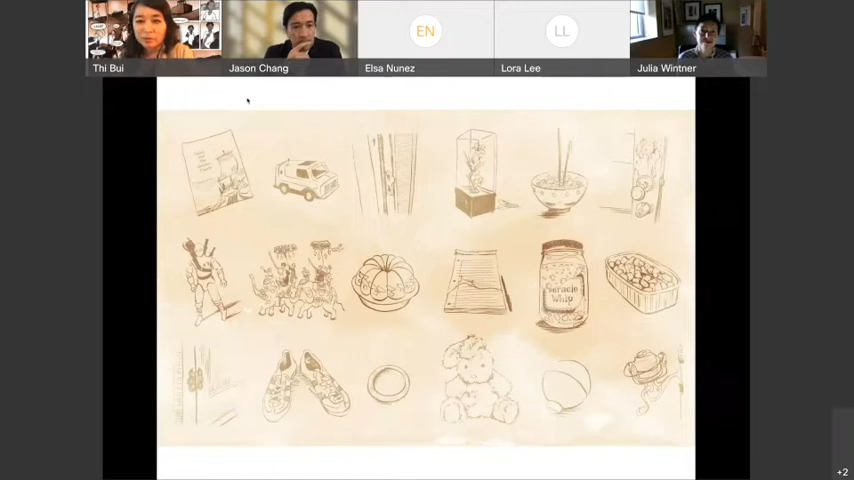 EN
LL
Thi Bui
Jason Chang
Elsa Nunez
Lora Lee
Julia Wintner
Miracle
Whip
+2